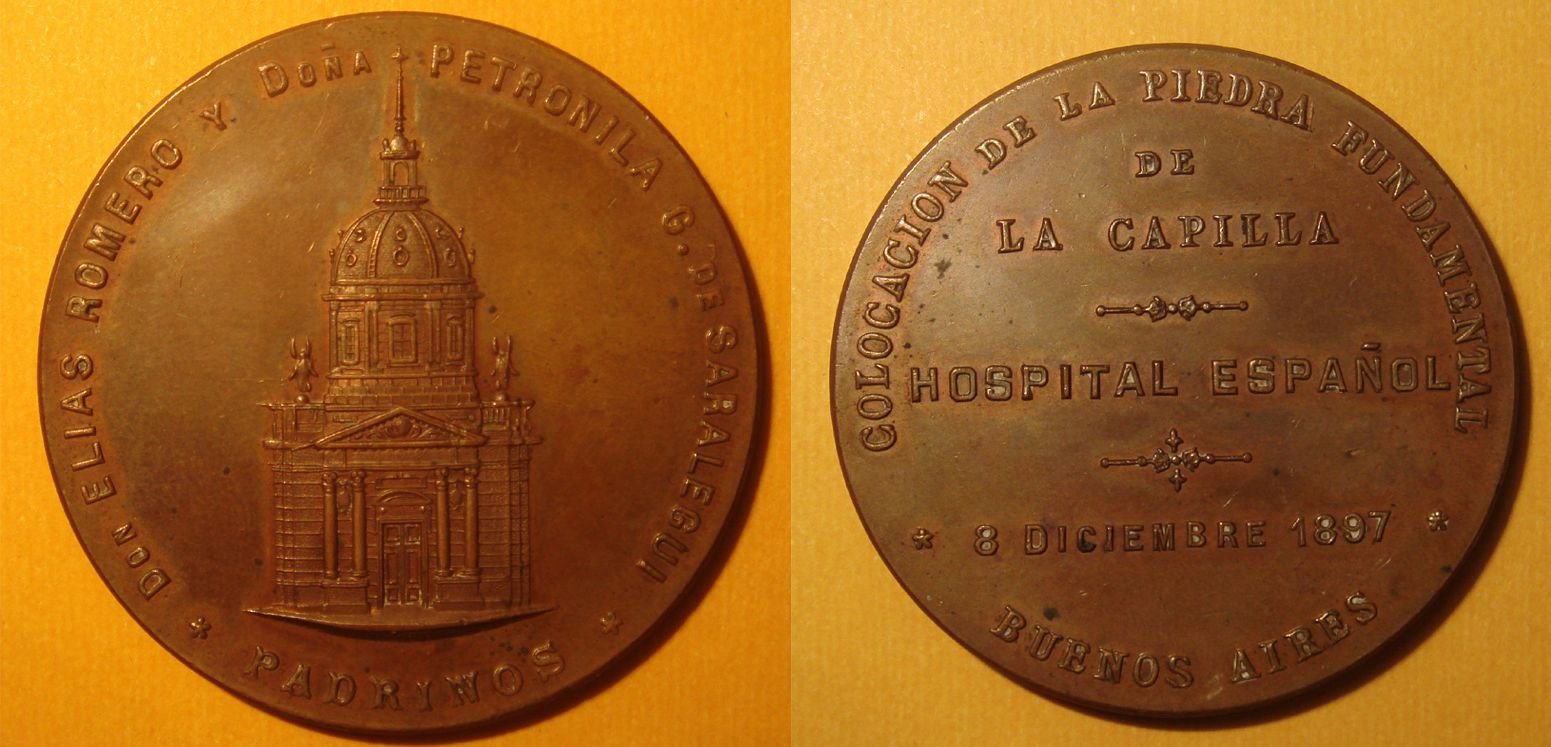 DON ELIAS ROMERO Y DOÑA PETRONILA G. DE SARALEGUI
* PADRINOS *
COLOCACION DE LA PIEDRA FUNDAMENTAL
DE
LA CAPILLA
HOSPITAL ESPAÑOL
* 8 DICIEMBRE 1897 *
BUENOS AIRES